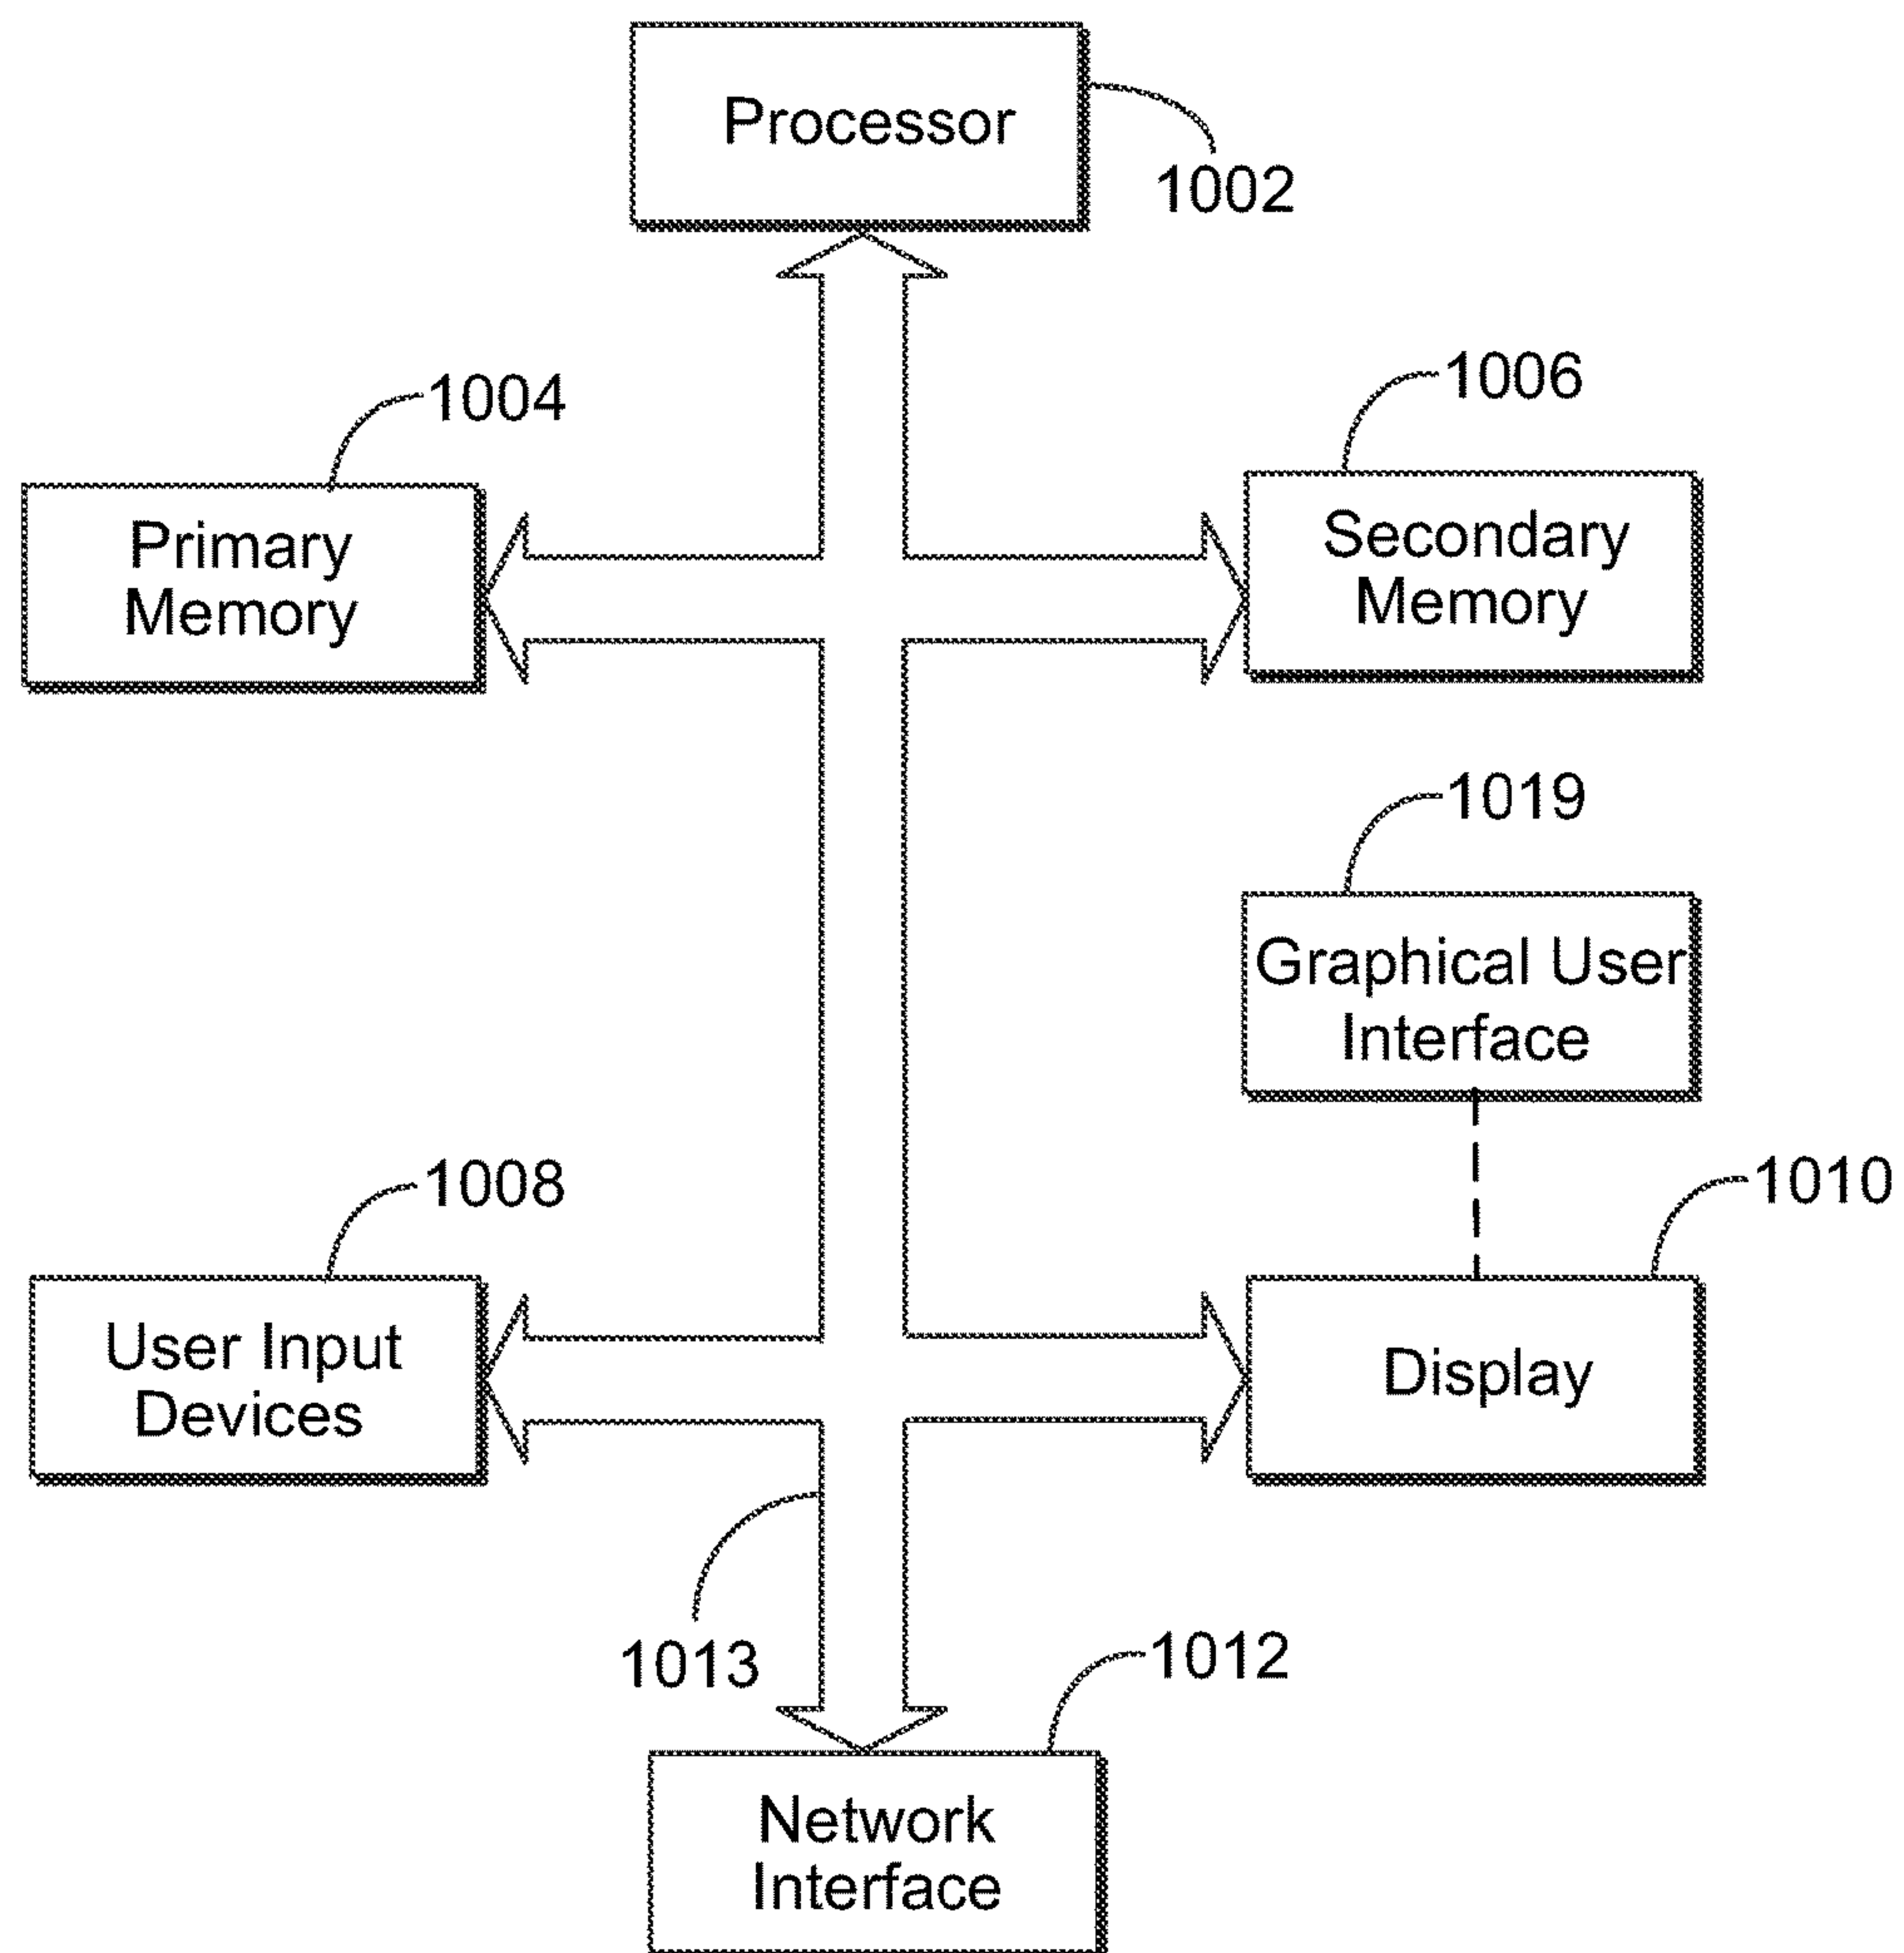 Processor
1002
1004
1006
Primary
Memory
Secondary
Memory
1019
Graphical User
Interface
1008
1010
User Input
Devices
Display
1013
1012
Network
Interface